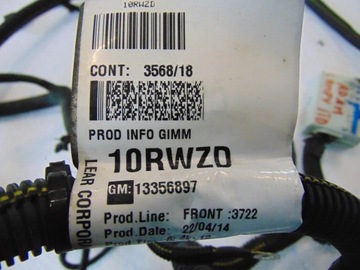 10RWZD
CONT: 3568/18
PROD INFO GIMM
10RWZD
GM: 13356897
LEAR CORPOR
Prod.Line: FRONT :3722
Prod.Date: 22/04/14